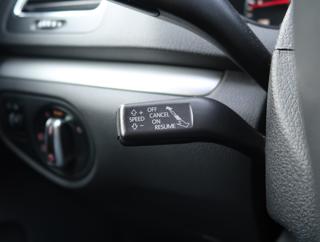 + OFF
SPEED CANCEL
- ON
RESUME